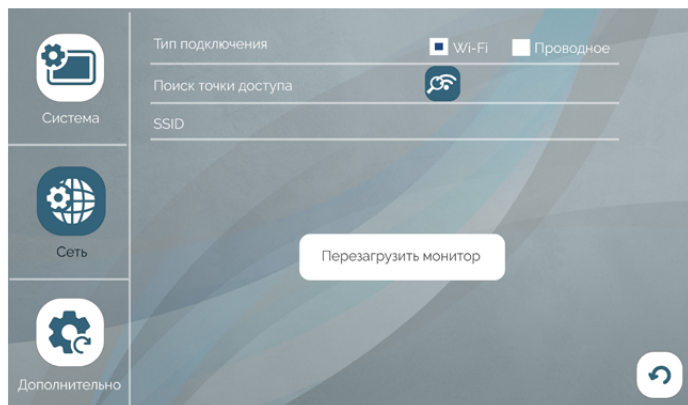 Тип подключения
Wi-Fi
Проводное
Поиск точки доступа
Система
SSID
Сеть
Перезагрузить монитор
Дополнительно